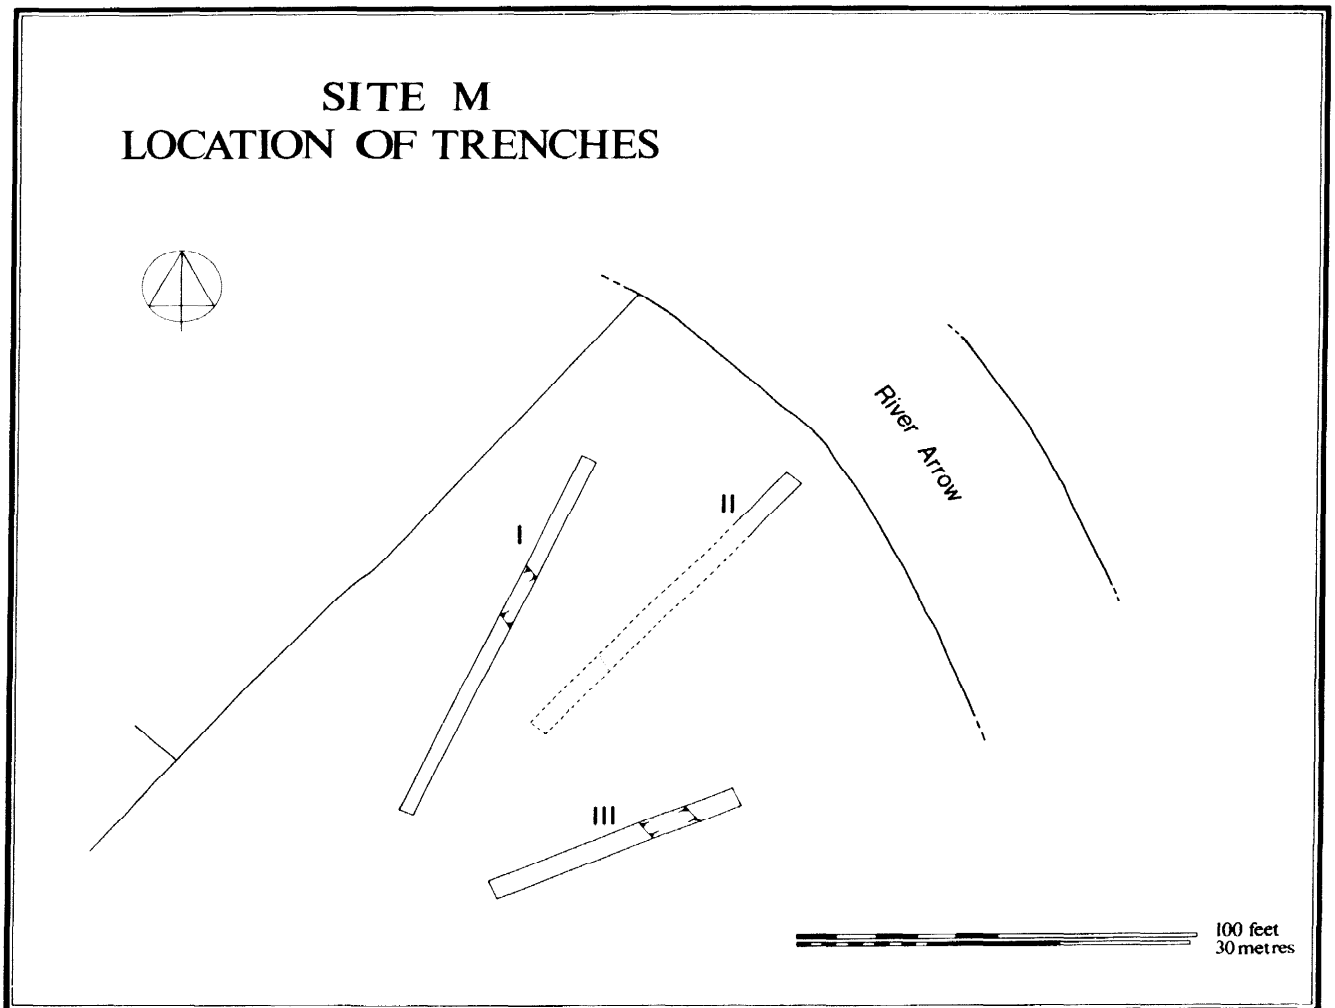 SITE M
LOCATION OF TRENCHES
River Arrow
I
II
III
100 feet
30 metres